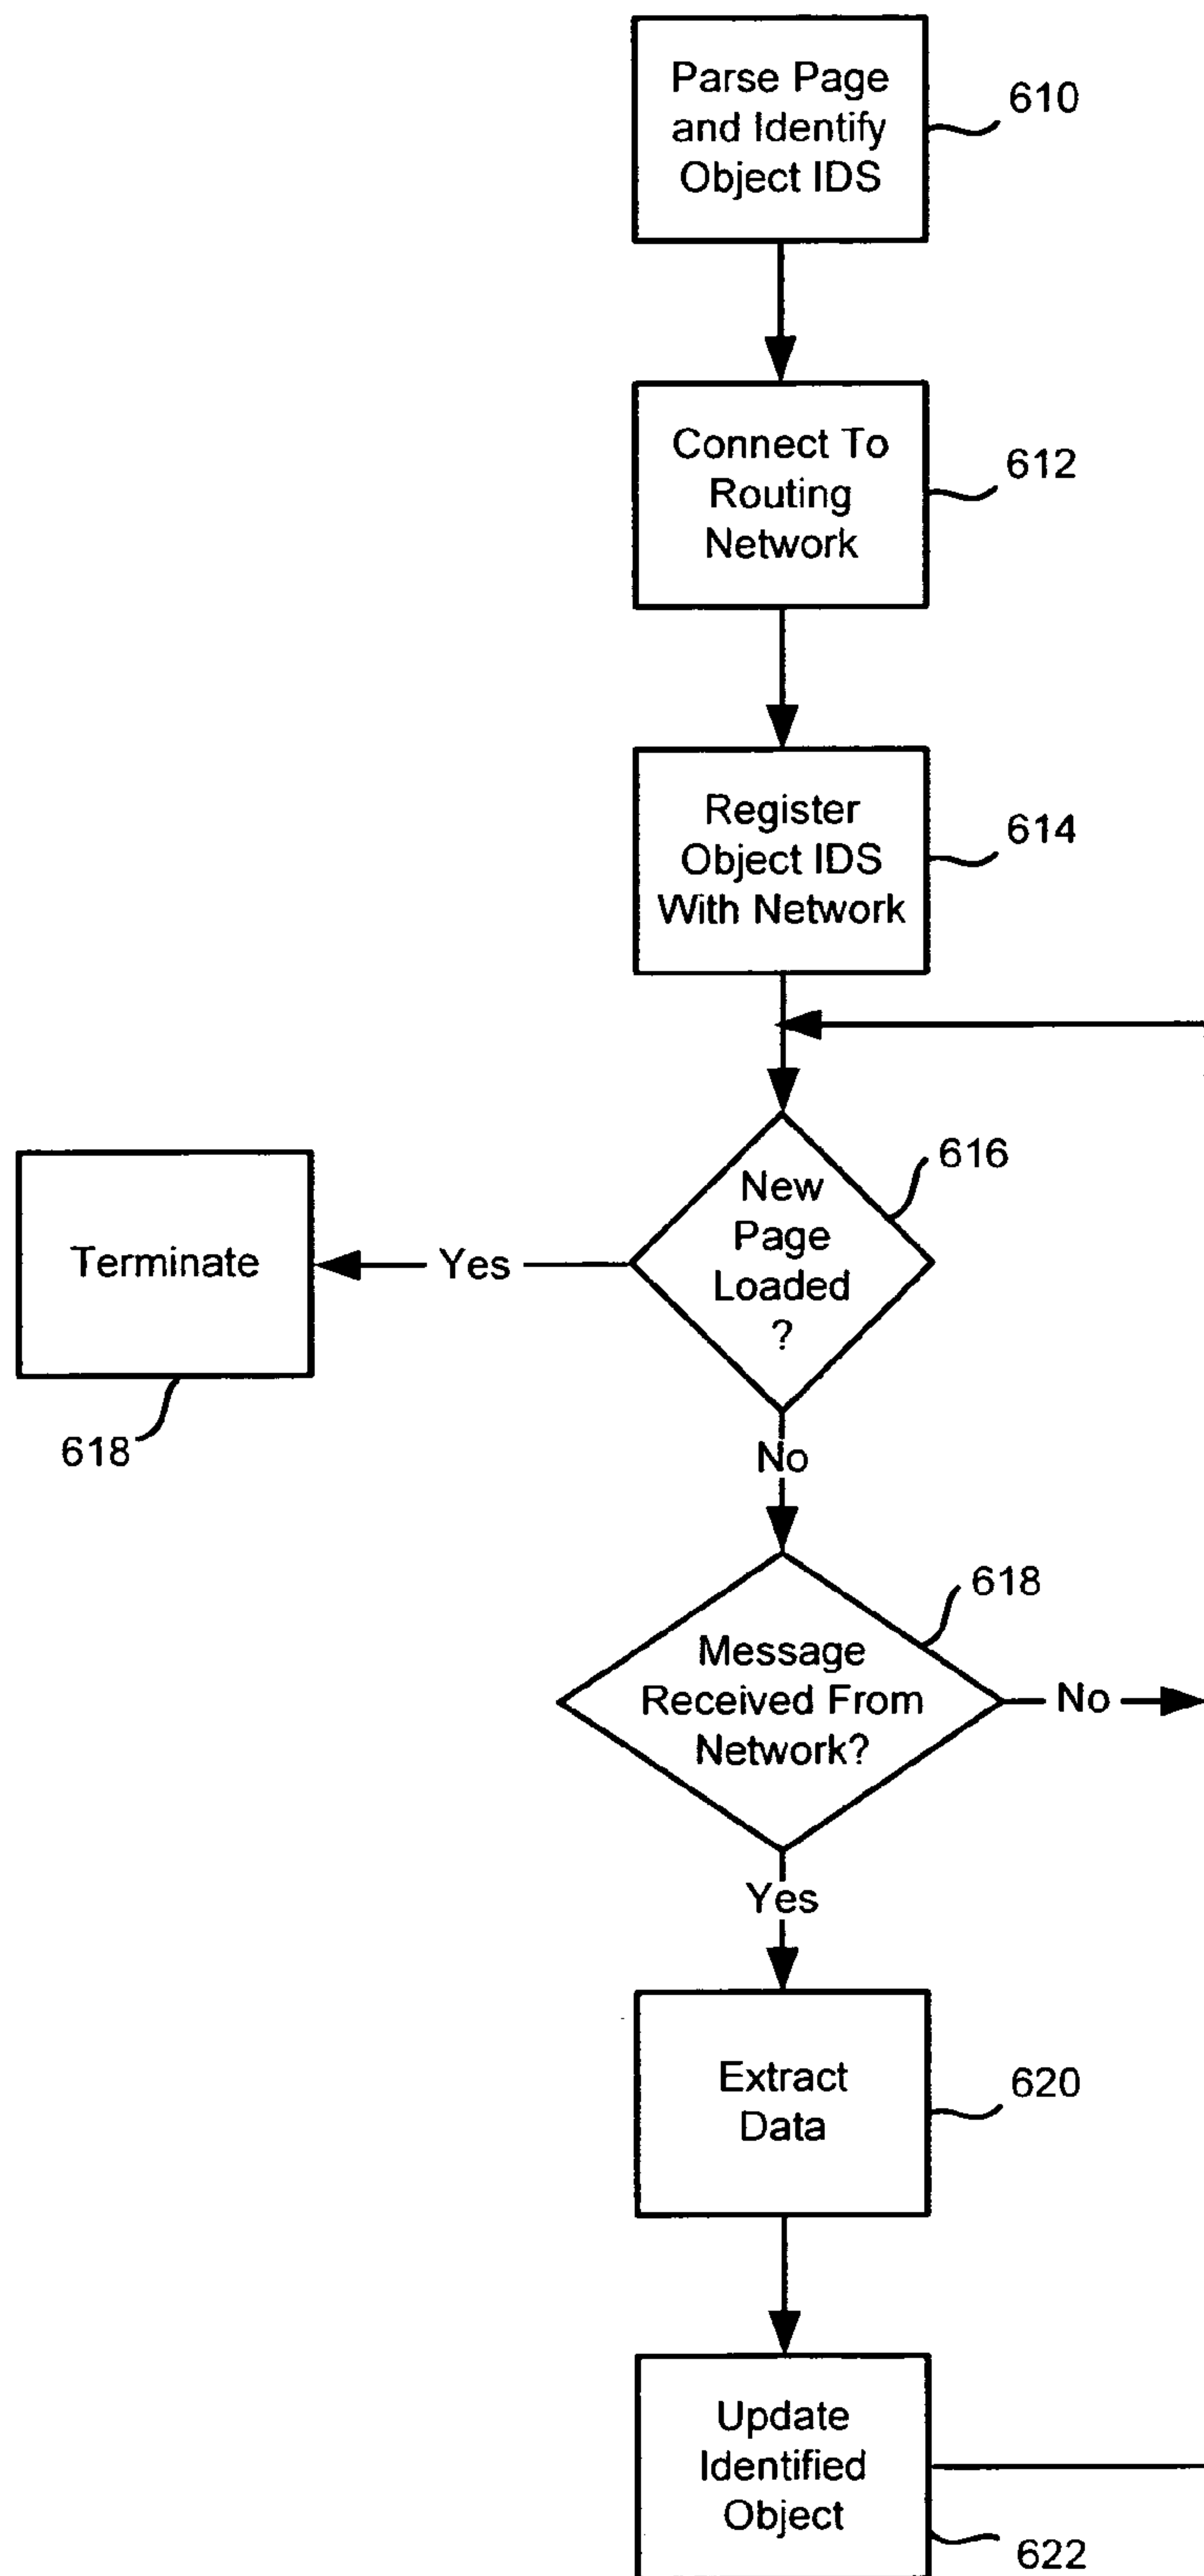 Parse Page
and Identify
Object IDS
610
Connect To
Routing
Network
612
Register
Object IDS
With Network
614
New
Page
Loaded
?
616
Yes
Terminate
618
No
Message
Received From
Network?
618
No
Yes
Extract
Data
620
Update
Identified
Object
622